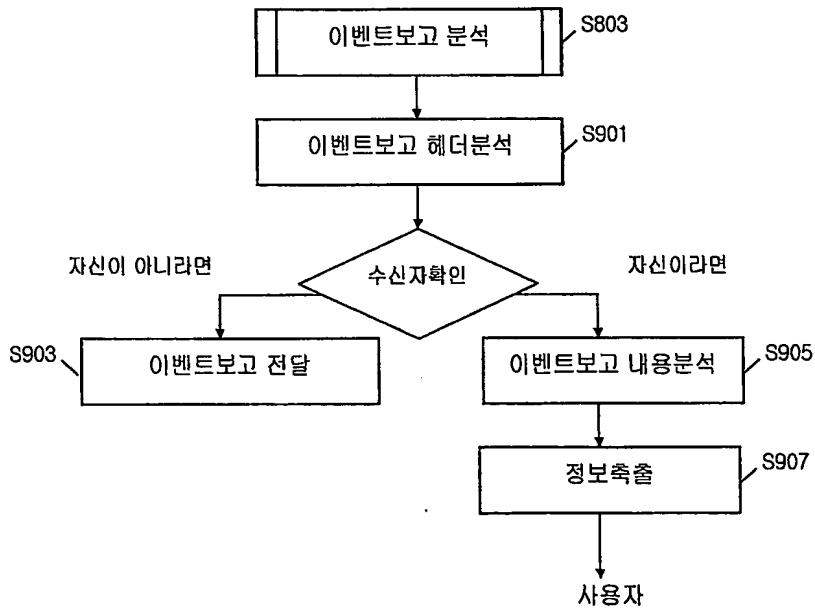 이벤트보고 분석
S803
이벤트보고 헤더분석
S901
자신이 아니라면
수신자확인
자신이라면
S903
이벤트보고 전달
이벤트보고 내용분석
S905
정보축출
S907
사용자